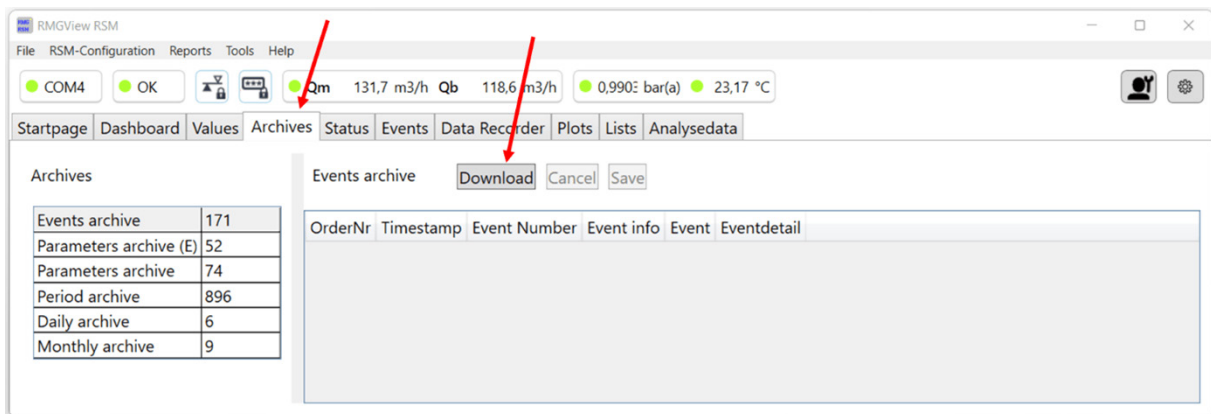 RMGView RSM
File RSM-Configuration Reports Tools Help
COM4 OK Qm 131,7 m3/h Qb 118,6 m3/h 0,9903 bar(a) 23,17 °C
Startpage Dashboard Values Archives Status Events Data Recorder Plots Lists Analysedata
Archives
Events archive 171
Parameters archive (E) 52
Parameters archive 74
Period archive 896
Daily archive 6
Monthly archive 9
Events archive Download Cancel Save
OrderNr Timestamp Event Number Event info Event Eventdetail